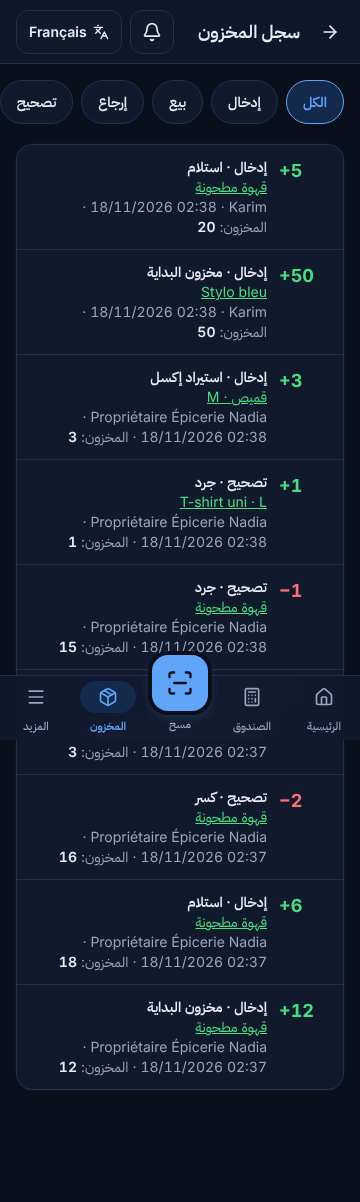 سجل المخزون
Français
الكل
إدخال
بيع
إرجاع
تصحيح
+5
إدخال · استلام
قهوة مطحونة
18/11/2026 02:38 · Karim ·
المخزون: 20
+50
إدخال · مخزون البداية
Stylo bleu
18/11/2026 02:38 · Karim ·
المخزون: 50
+3
إدخال · استيراد إكسل
قميص · M
Propriétaire Épicerie Nadia ·
18/11/2026 02:38 · المخزون: 3
+1
تصحيح · جرد
T-shirt uni · L
Propriétaire Épicerie Nadia ·
18/11/2026 02:38 · المخزون: 1
−1
تصحيح · جرد
قهوة مطحونة
Propriétaire Épicerie Nadia ·
18/11/2026 02:38 · المخزون: 15
الرئيسية
الصندوق
مسح
المخزون
المزيد
18/11/2026 02:37 · المخزون: 3
−2
تصحيح · كسر
قهوة مطحونة
Propriétaire Épicerie Nadia ·
18/11/2026 02:37 · المخزون: 16
+6
إدخال · استلام
قهوة مطحونة
Propriétaire Épicerie Nadia ·
18/11/2026 02:37 · المخزون: 18
+12
إدخال · مخزون البداية
قهوة مطحونة
Propriétaire Épicerie Nadia ·
18/11/2026 02:37 · المخزون: 12